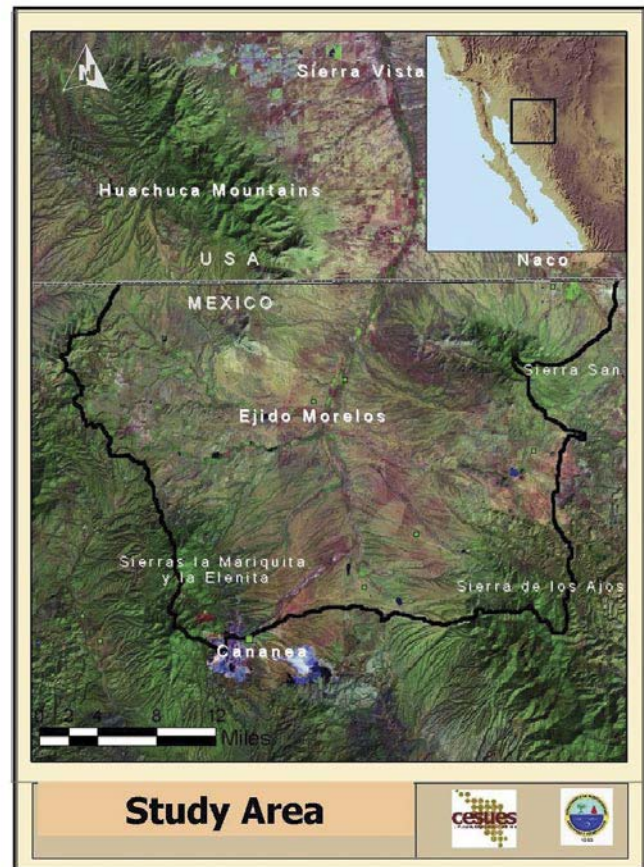 N
Sierra Vista
Huachuca Mountains
U S A
Naco
MEXICO
Sierra San
Ejido Morelos
Sierras la Mariquita
y la Elenita
Sierra de los Ajos
Cananea
0 2 4 8 12
Miles
Study Area
cesues